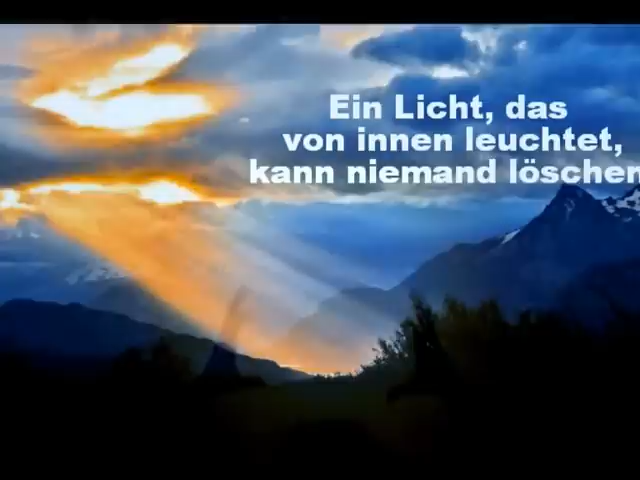 Ein Licht, das
von innen leuchtet,
kann niemand löschen